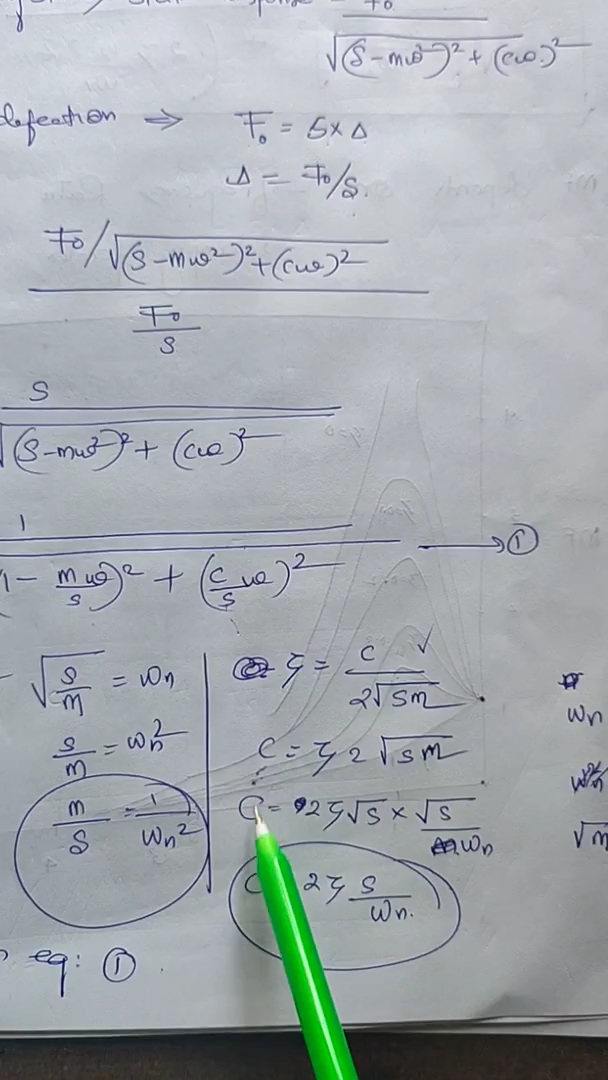 F₀
√(S-mω²)² + (cω)²
F₀ = S×Δ
Δ = F₀/S.
F₀/√(S-mω²)²+(cω)²
F₀
S
S
√(S-mω²)² + (cω)²
1
1 - mω²/s)² + (c/s ω)² → ①
√S/m = ωn
S/m = ωn²
m/S = 1/ωn²
ζ = c/2√sm ✓
C = ζ 2 √sm
C = 2ζ√s × √s/ωn
2ζ S/ωn.
ωn
√m
eq: ①